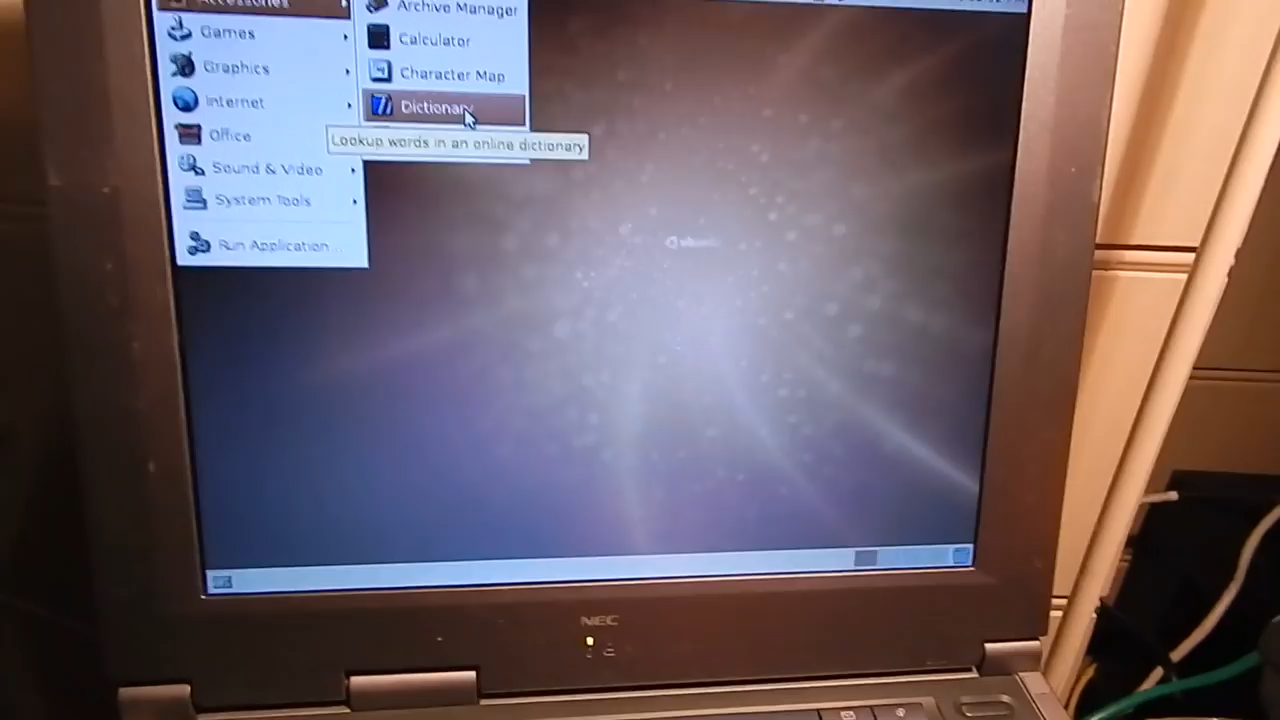 Accessories
Games
Graphics
Internet
Office
Sound & Video
System Tools
Run Application...
Archive Manager
Calculator
Character Map
Dictionary
Lookup words in an online dictionary
NEC